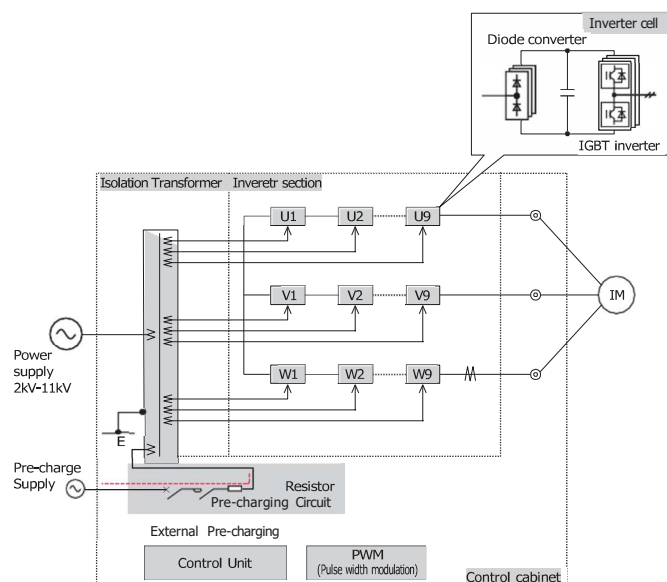 Inverter cell
Diode converter
IGBT inverter
Isolation Transformer
Inveretr section
U1
U2
U9
V1
V2
V9
IM
Power
supply
2kV-11kV
W1
W2
W9
E
Pre-charge
Supply
Resistor
Pre-charging Circuit
External Pre-charging
Control Unit
PWM
(Pulse width modulation)
Control cabinet